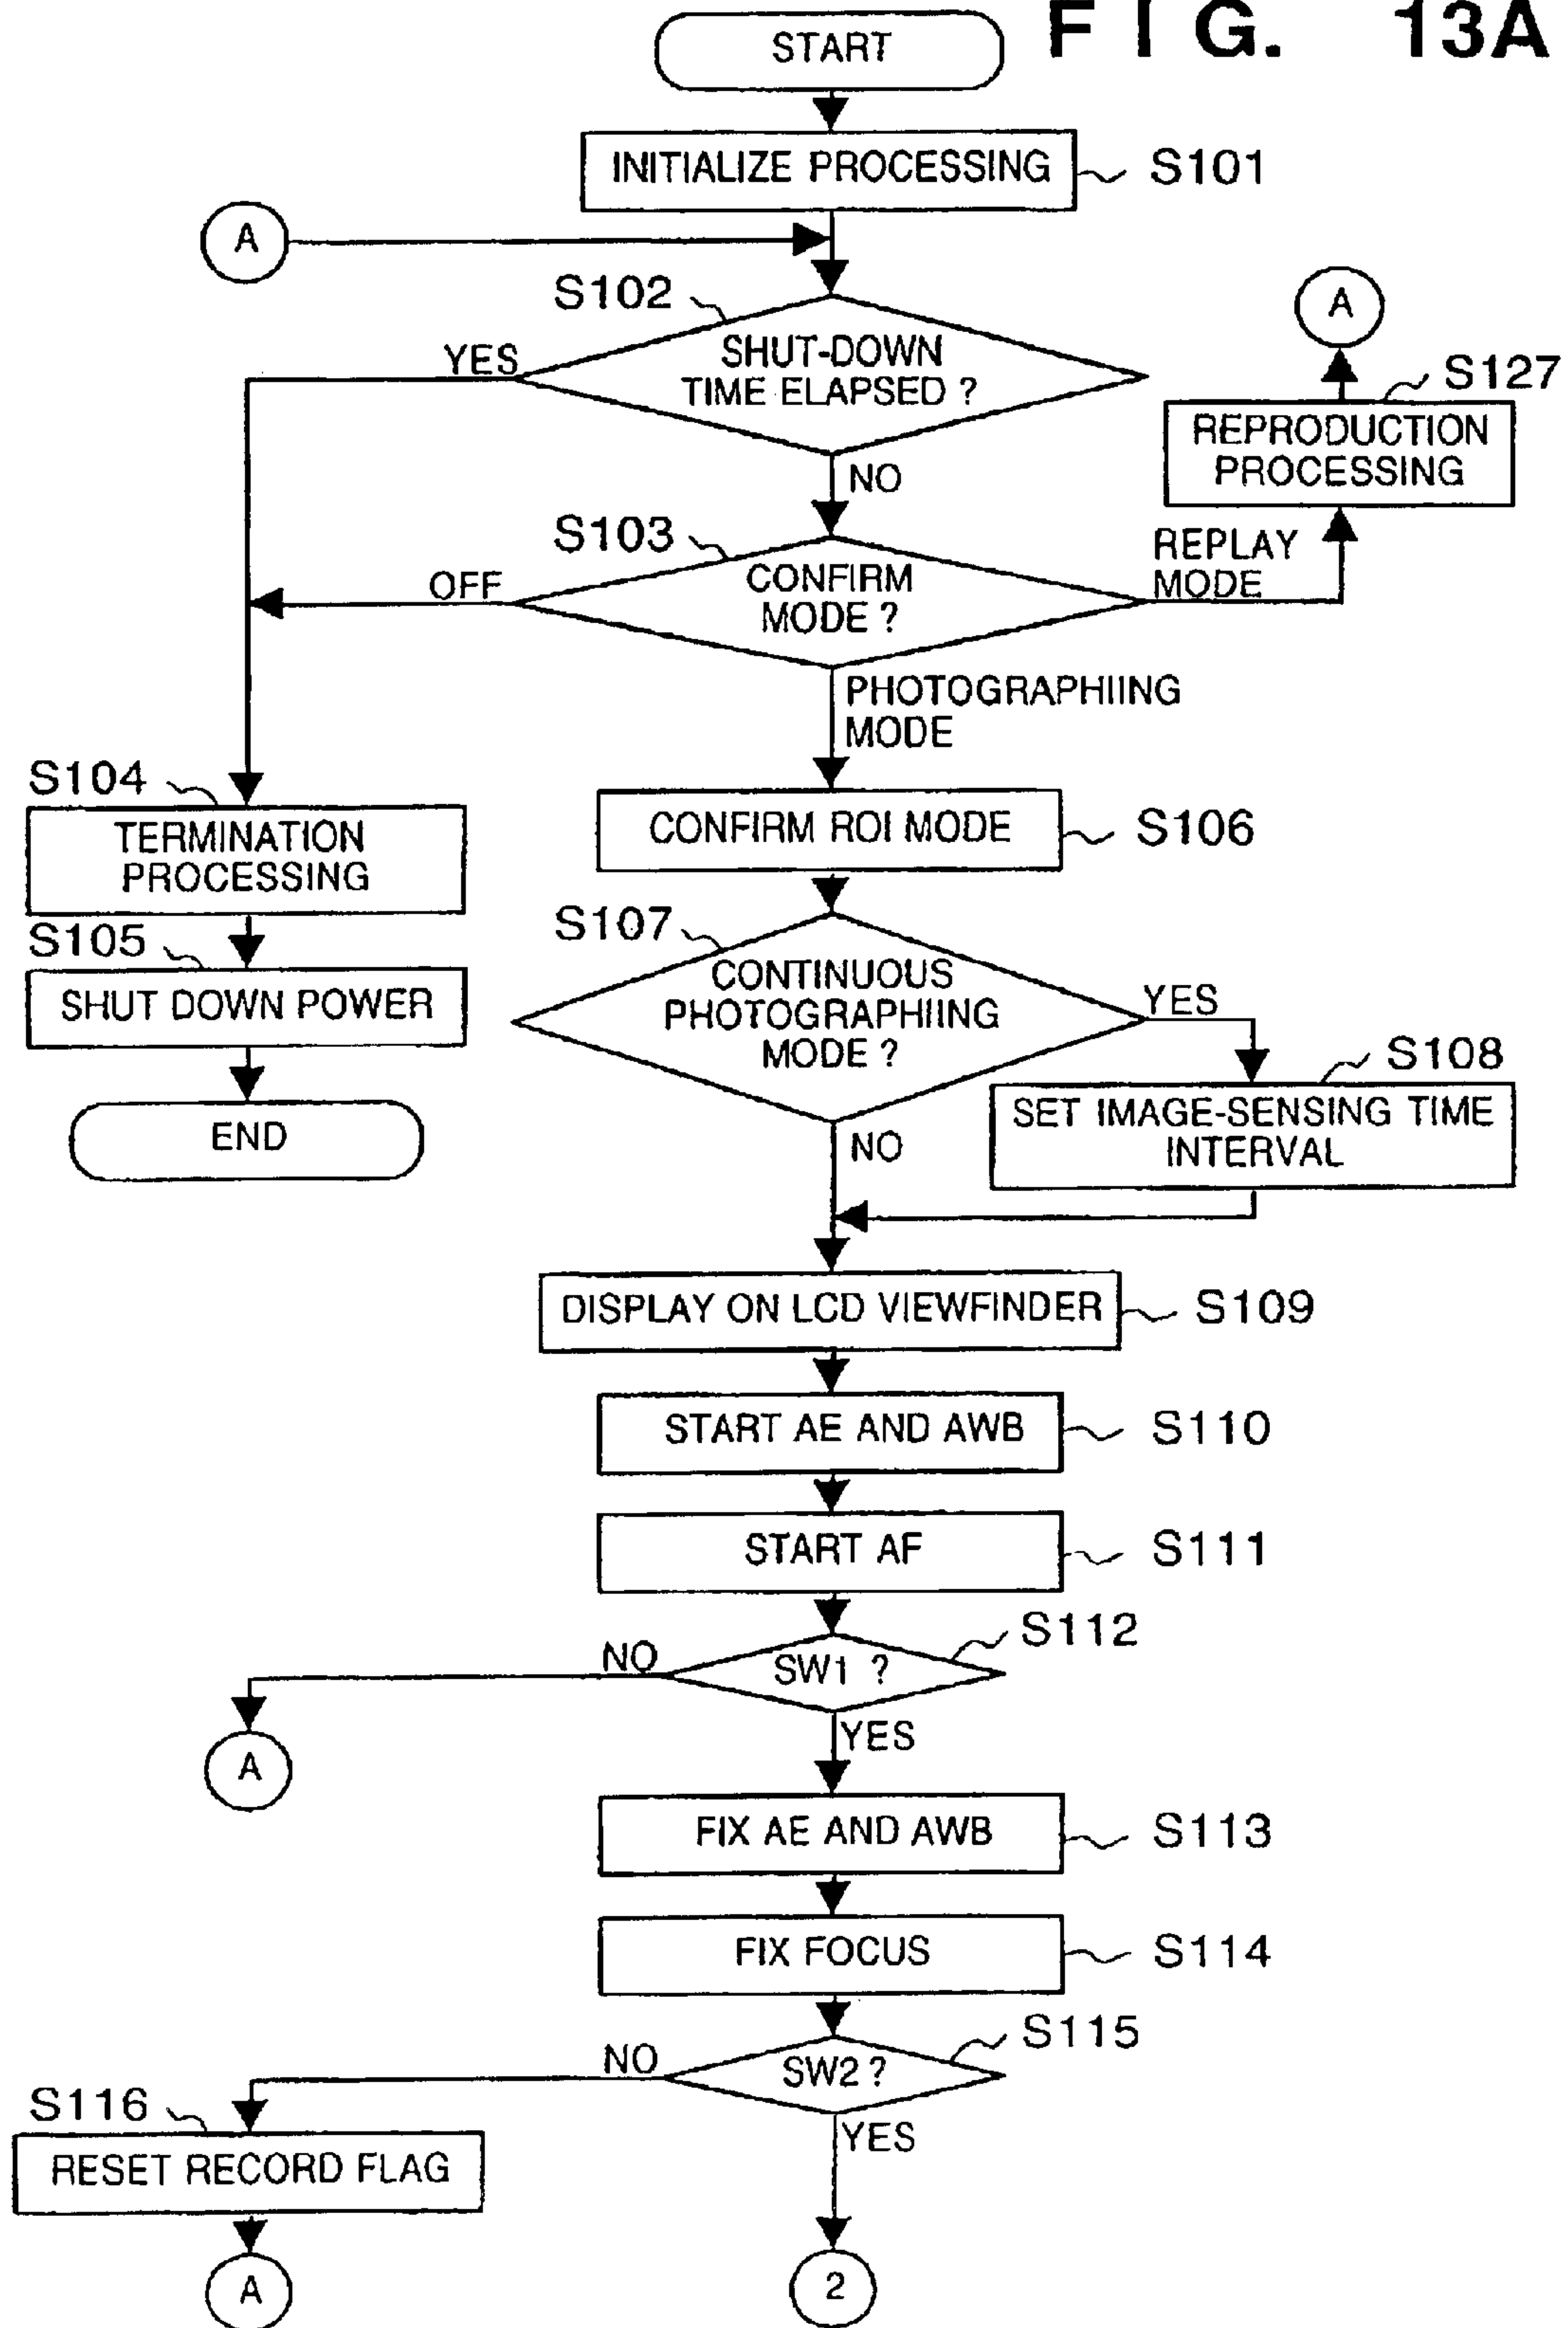 FIG. 13A
START
INITIALIZE PROCESSING
S101
A
S102
SHUT-DOWN
TIME ELAPSED ?
YES
NO
A
S127
REPRODUCTION
PROCESSING
S103
CONFIRM
MODE ?
OFF
REPLAY
MODE
PHOTOGRAPHIING
MODE
S104
TERMINATION
PROCESSING
CONFIRM ROI MODE
S106
S105
SHUT DOWN POWER
END
S107
CONTINUOUS
PHOTOGRAPHIING
MODE ?
YES
NO
S108
SET IMAGE-SENSING TIME
INTERVAL
DISPLAY ON LCD VIEWFINDER
S109
START AE AND AWB
S110
START AF
S111
S112
SW1 ?
NO
YES
A
FIX AE AND AWB
S113
FIX FOCUS
S114
S115
SW2 ?
NO
YES
S116
RESET RECORD FLAG
A
2